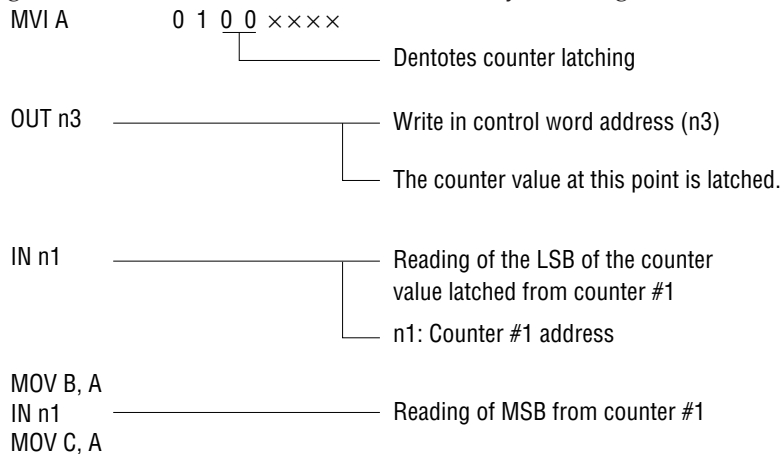 MVI A 0 1 0 0 ××××
Dentotes counter latching
OUT n3 Write in control word address (n3)
The counter value at this point is latched.
IN n1 Reading of the LSB of the counter
value latched from counter #1
n1: Counter #1 address
MOV B, A
IN n1 Reading of MSB from counter #1
MOV C, A